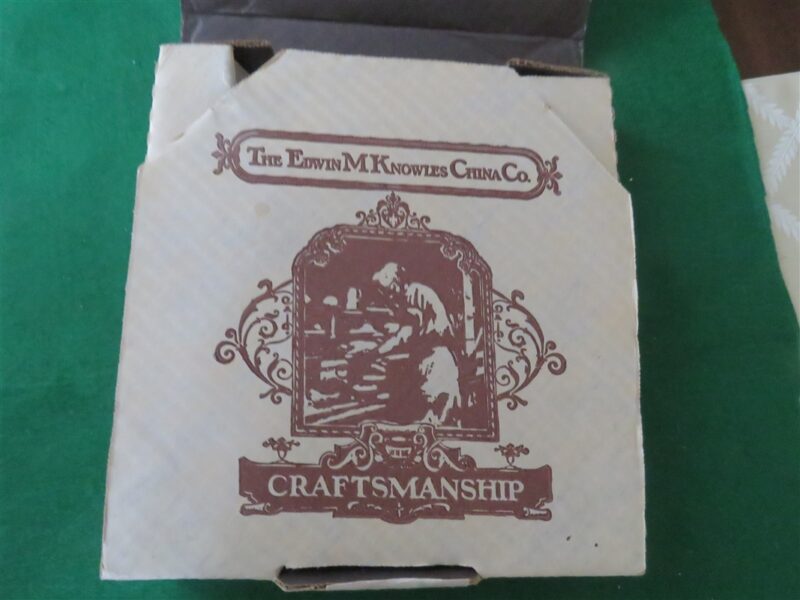 The Edwin M Knowles China Co.
CRAFTSMANSHIP